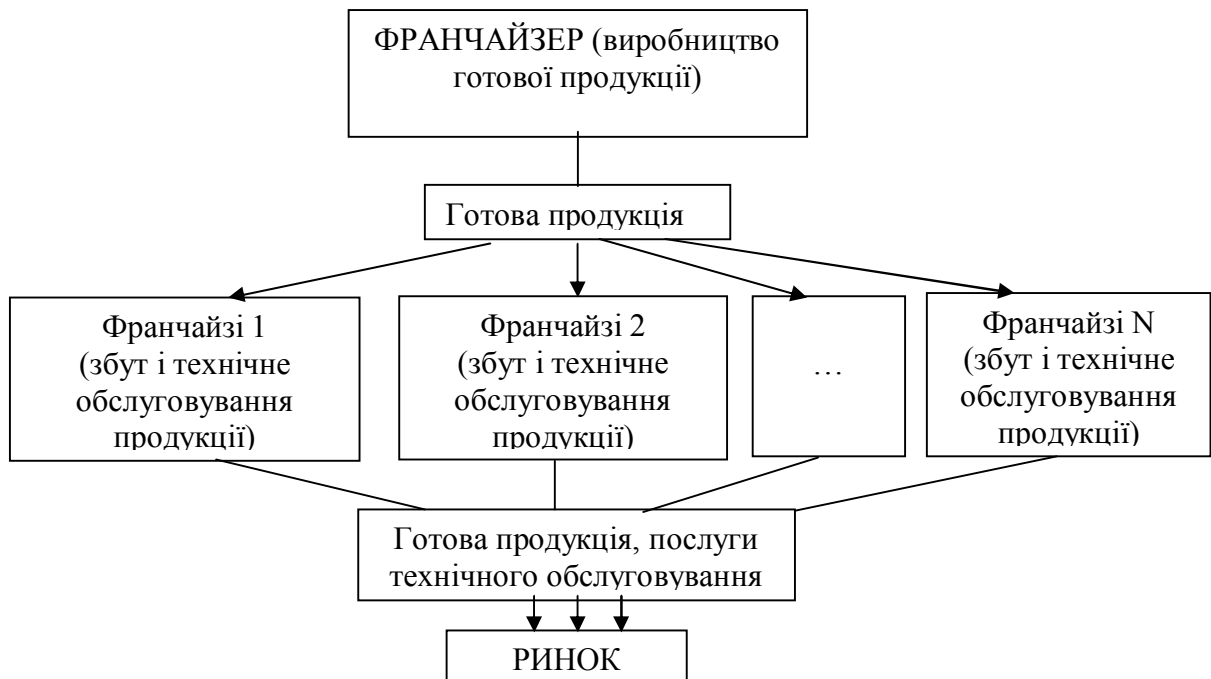 ФРАНЧАЙЗЕР (виробництво
готової продукції)
Готова продукція
Франчайзі 1
(збут і технічне
обслуговування
продукції)
Франчайзі 2
(збут і технічне
обслуговування
продукції)
…
Франчайзі N
(збут і технічне
обслуговування
продукції)
Готова продукція, послуги
технічного обслуговування
РИНОК